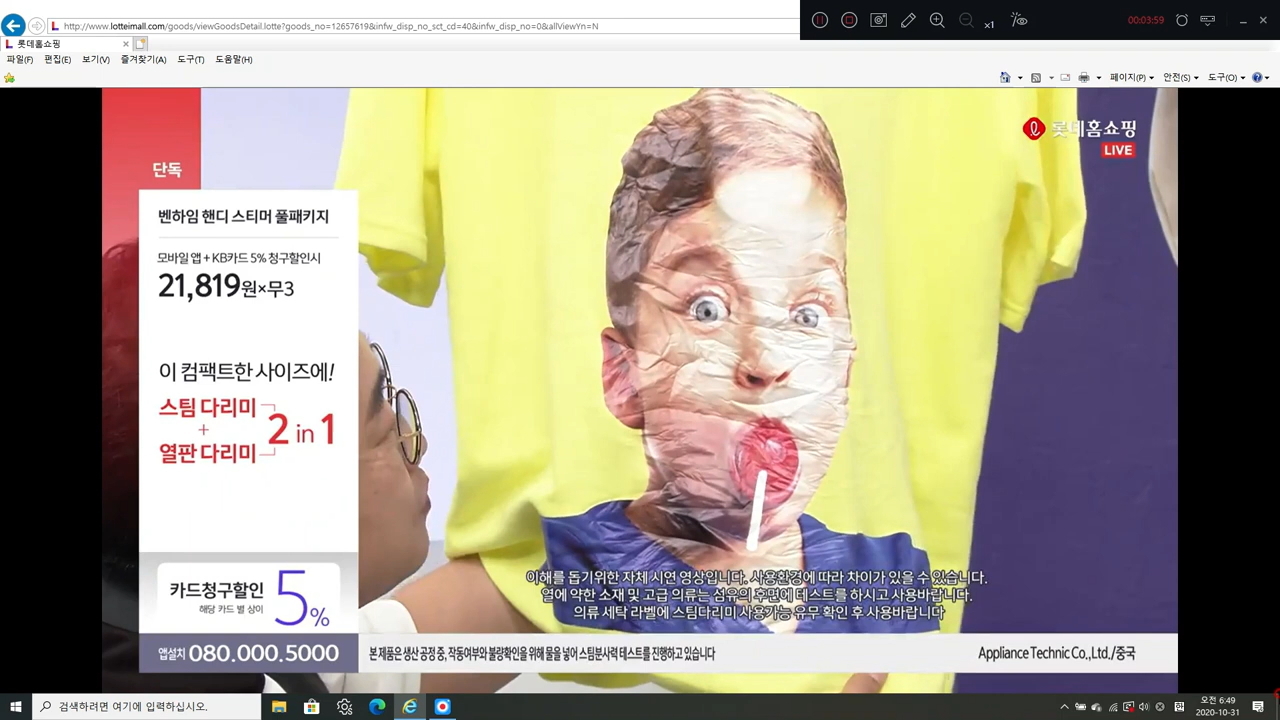 http://www.lotteimall.com/goods/viewGoodsDetail.lotte?goods_no=12657619&infw_disp_no_sct_cd=40&infw_disp_no=0&allViewYn=N
x1
00:03:59
롯데홈쇼핑
파일(F) 편집(E) 보기(V) 즐겨찾기(A) 도구(T) 도움말(H)
페이지(P) 안전(S) 도구(O)
롯데홈쇼핑
LIVE
단독
벤하임 핸디 스티머 풀패키지
모바일 앱 + KB카드 5% 청구할인시
21,819원×무3
이 컴팩트한 사이즈에!
스팀 다리미
+
열판 다리미
2 in 1
이해를 돕기위한 자체 시연 영상입니다. 사용환경에 따라 차이가 있을 수 있습니다.
열에 약한 소재 및 고급 의류는 섬유의 후면에 테스트를 하시고 사용바랍니다.
의류 세탁 라벨에 스팀다리미 사용가능 유무 확인 후 사용바랍니다
카드청구할인
해당 카드 별 상이
5%
앱설치 080.000.5000
본 제품은 생산 공정 중, 작동여부와 불량확인을 위해 물을 넣어 스팀분사력 테스트를 진행하고 있습니다
Appliance Technic Co.,Ltd./중국
검색하려면 여기에 입력하십시오.
한
오전 6:49
2020-10-31